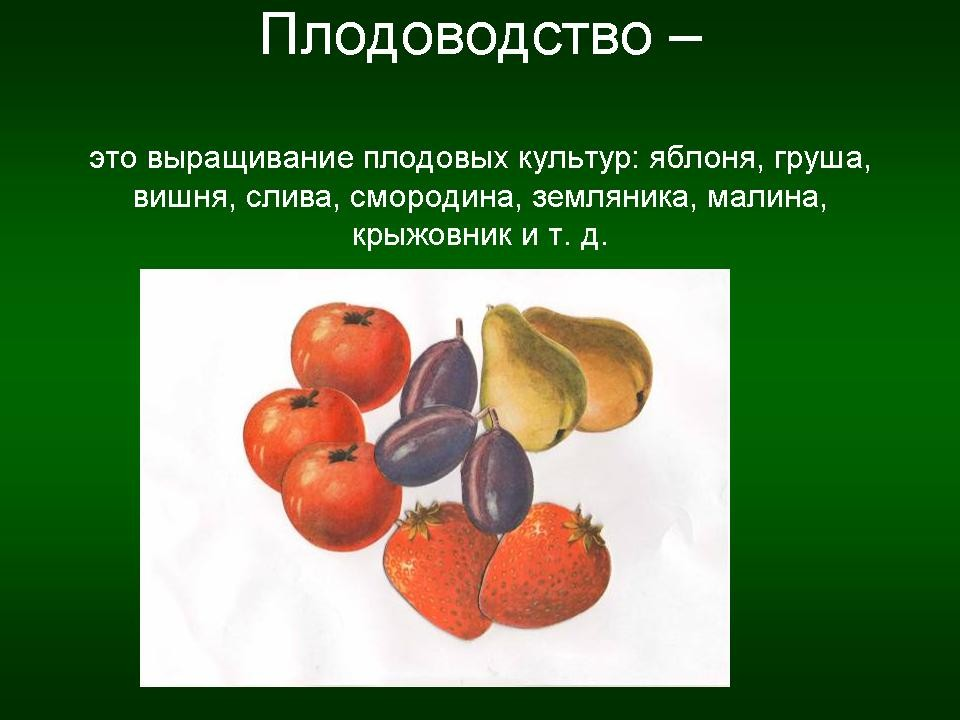 Плодоводство –
это выращивание плодовых культур: яблоня, груша,
вишня, слива, смородина, земляника, малина,
крыжовник и т. д.